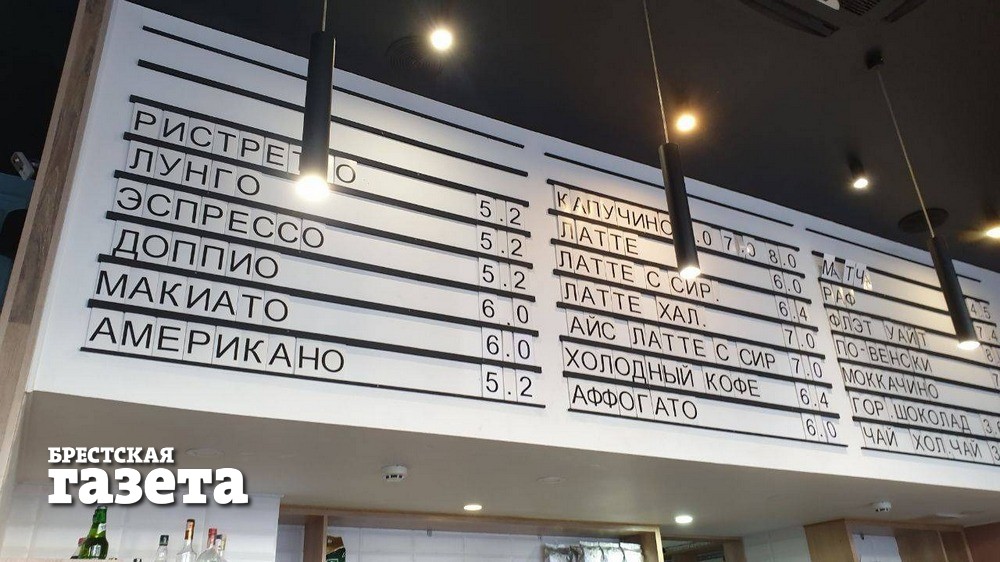 РИСТРЕТТО 5.2
ЛУНГО 5.2
ЭСПРЕССО 5.2
ДОППИО 6.0
МАКИАТО 6.0
АМЕРИКАНО 5.2
КАПУЧИНО .0 7.0 8.0
ЛАТТЕ 6.0
ЛАТТЕ С СИР. 6.4
ЛАТТЕ ХАЛ. 7.0
АЙС ЛАТТЕ С СИР 7.0
ХОЛОДНЫЙ КОФЕ 6.4
АФФОГАТО 6.0
МАТЧА
РАФ
ФЛЭТ УАЙТ
ПО-ВЕНСКИ
МОККАЧИНО
ГОР.ШОКОЛАД
ЧАЙ ХОЛ.ЧАЙ
БРЕСТСКАЯ
газета